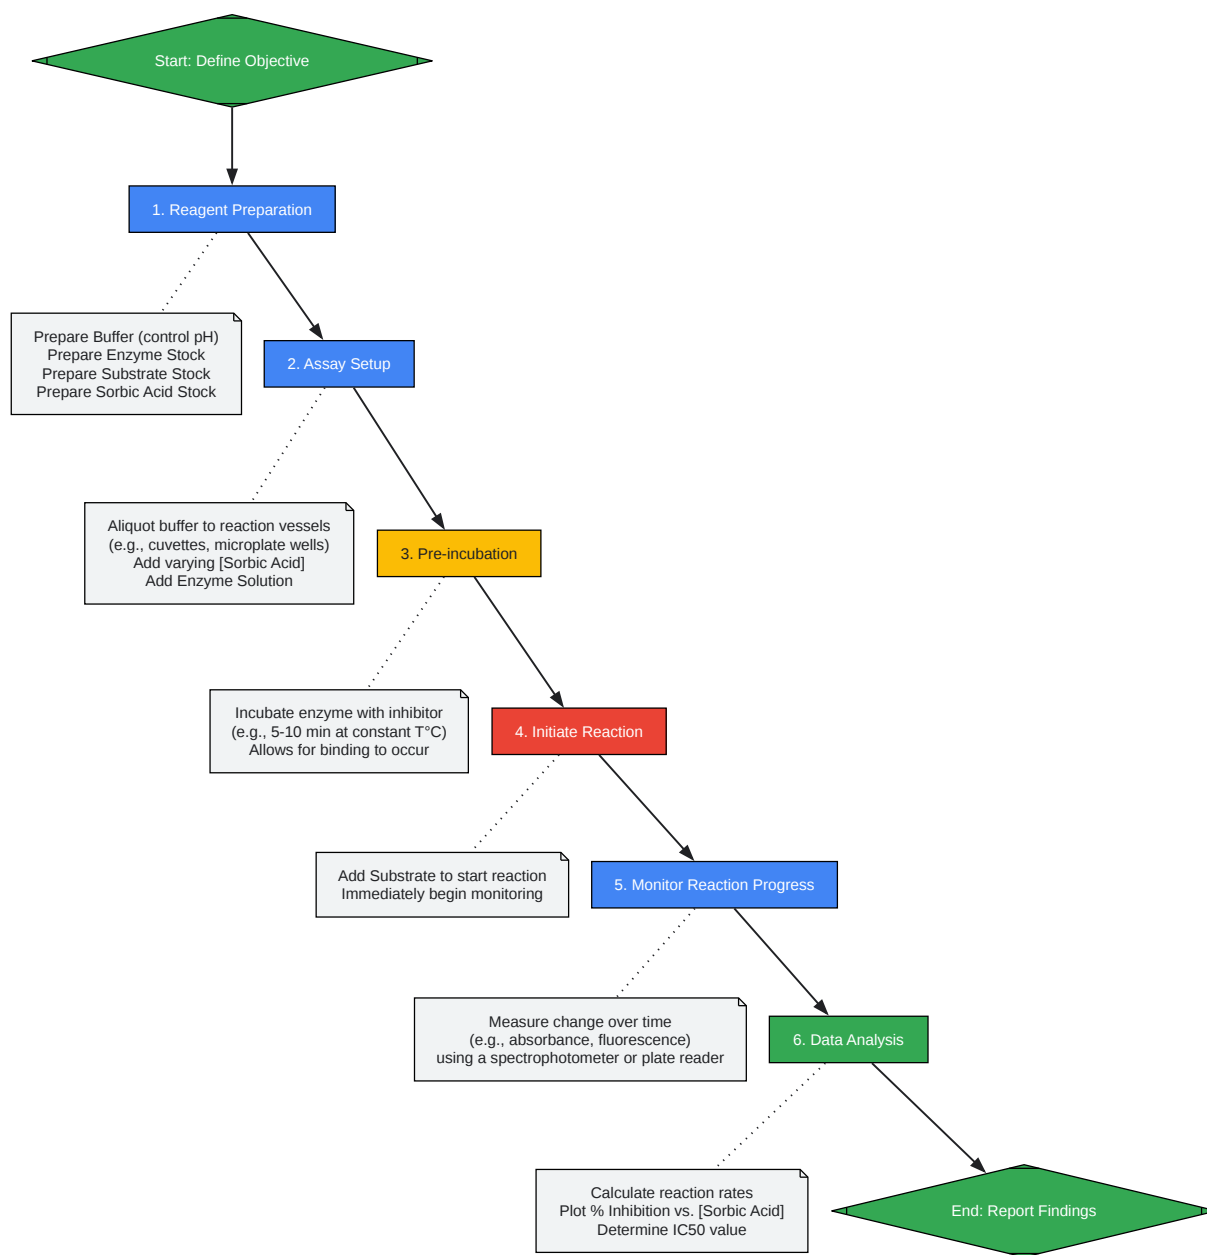 Start: Define Objective
1. Reagent Preparation
Prepare Buffer (control pH)
Prepare Enzyme Stock
Prepare Substrate Stock
Prepare Sorbic Acid Stock
2. Assay Setup
Aliquot buffer to reaction vessels
(e.g., cuvettes, microplate wells)
Add varying [Sorbic Acid]
Add Enzyme Solution
3. Pre-incubation
Incubate enzyme with inhibitor
(e.g., 5-10 min at constant T°C)
Allows for binding to occur
4. Initiate Reaction
Add Substrate to start reaction
Immediately begin monitoring
5. Monitor Reaction Progress
Measure change over time
(e.g., absorbance, fluorescence)
using a spectrophotometer or plate reader
6. Data Analysis
Calculate reaction rates
Plot % Inhibition vs. [Sorbic Acid]
Determine IC50 value
End: Report Findings